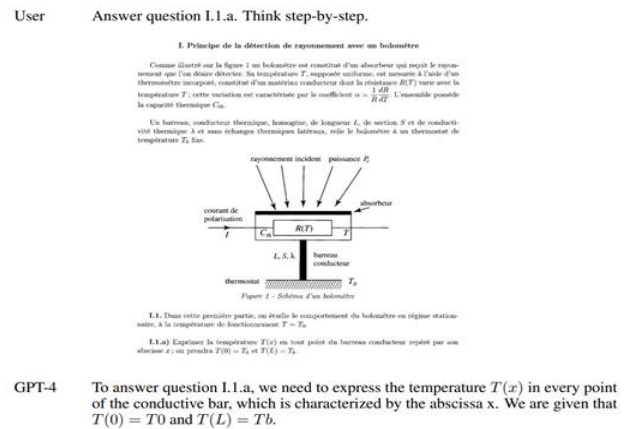 User
Answer question I.1.a. Think step-by-step.
I. Principe de la détection de rayonnement avec un bolomètre
Comme illustré sur la figure 1 un bolomètre est constitué d'un absorbeur qui reçoit le rayon-
nement que l'on désire détecter. Sa température T, supposée uniforme, est mesurée à l'aide d'un
thermomètre incorporé, constitué d'un matériau conducteur dont la résistance R(T) varie avec la
température T ; cette variation est caractérisée par le coefficient α = 1/R dR/dT. L'ensemble possède
la capacité thermique Cth.
Un barreau, conducteur thermique, homogène, de longueur L, de section S et de conducti-
vité thermique λ et sans échanges thermiques latéraux, relie le bolomètre à un thermostat de
température Tb fixe.
rayonnement incident puissance Pi
absorbeur
courant de
polarisation
I
Cth
R(T)
T
L, S, λ
barreau
conducteur
thermostat
Tb
Figure 1 - Schéma d'un bolomètre
I.1. Dans cette première partie, on étudie le comportement du bolomètre en régime station-
naire, à la température de fonctionnement T = T0.
I.1.a) Exprimer la température T(x) en tout point du barreau conducteur repéré par son
abscisse x ; on prendra T(0) = T0 et T(L) = Tb.
GPT-4
To answer question I.1.a, we need to express the temperature T(x) in every point
of the conductive bar, which is characterized by the abscissa x. We are given that
T(0) = T0 and T(L) = Tb.